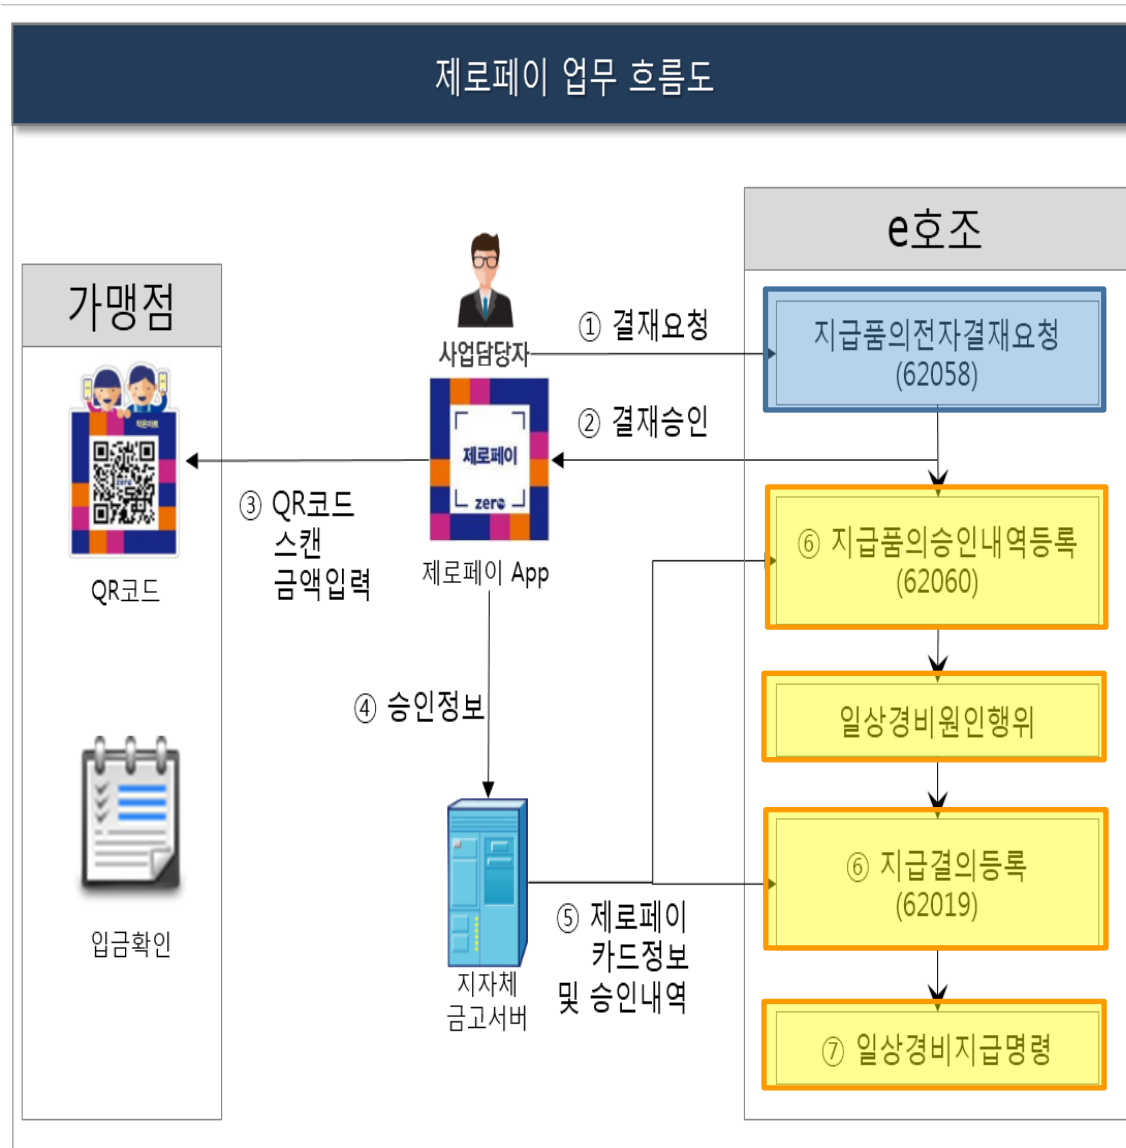 제로페이 업무 흐름도
가맹점
QR코드
입금확인
사업담당자
① 결재요청
② 결재승인
제로페이
zero
제로페이 App
③ QR코드
스캔
금액입력
④ 승인정보
지자체
금고서버
⑤ 제로페이
카드정보
및 승인내역
e호조
지급품의전자결재요청
(62058)
⑥ 지급품의승인내역등록
(62060)
일상경비원인행위
⑥ 지급결의등록
(62019)
⑦ 일상경비지급명령